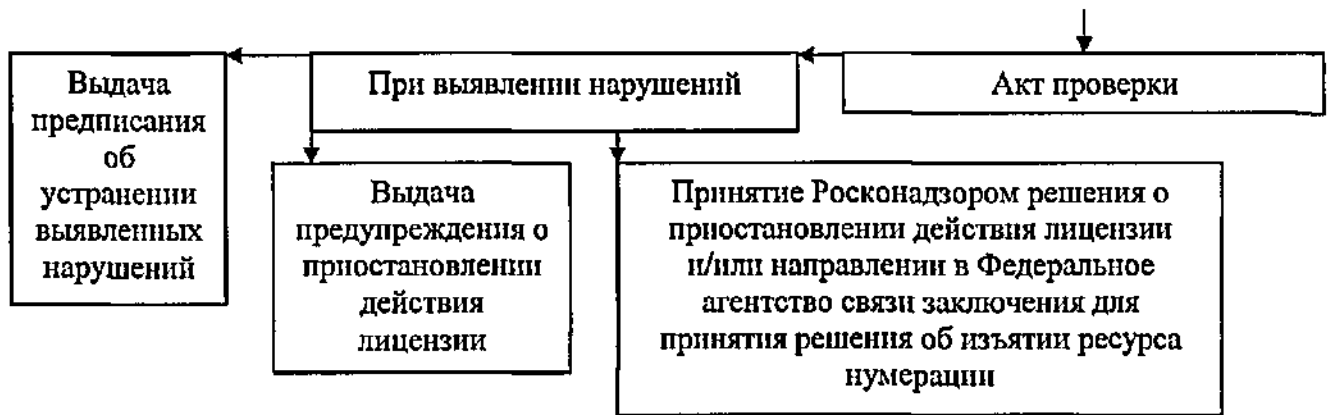 Выдача
предписания
об
устранении
выявленных
нарушений
При выявлении нарушений
Акт проверки
Выдача
предупреждения о
приостановлении
действия
лицензии
Принятие Росконадзором решения о
приостановлении действия лицензии
и/или направлении в Федеральное
агентство связи заключения для
принятия решения об изъятии ресурса
нумерации